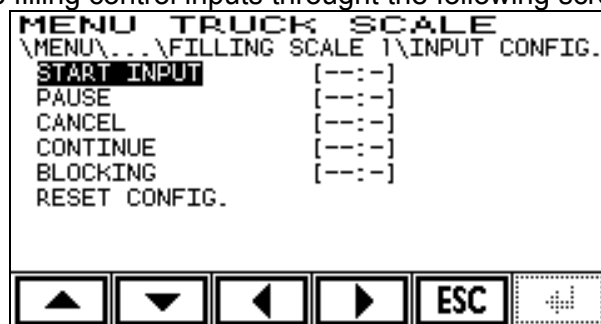 filling control inputs throught the following scre
MENU TRUCK SCALE
\MENU\...\FILLING SCALE 1\INPUT CONFIG.
START INPUT [--:-]
PAUSE [--:-]
CANCEL [--:-]
CONTINUE [--:-]
BLOCKING [--:-]
RESET CONFIG.
ESC